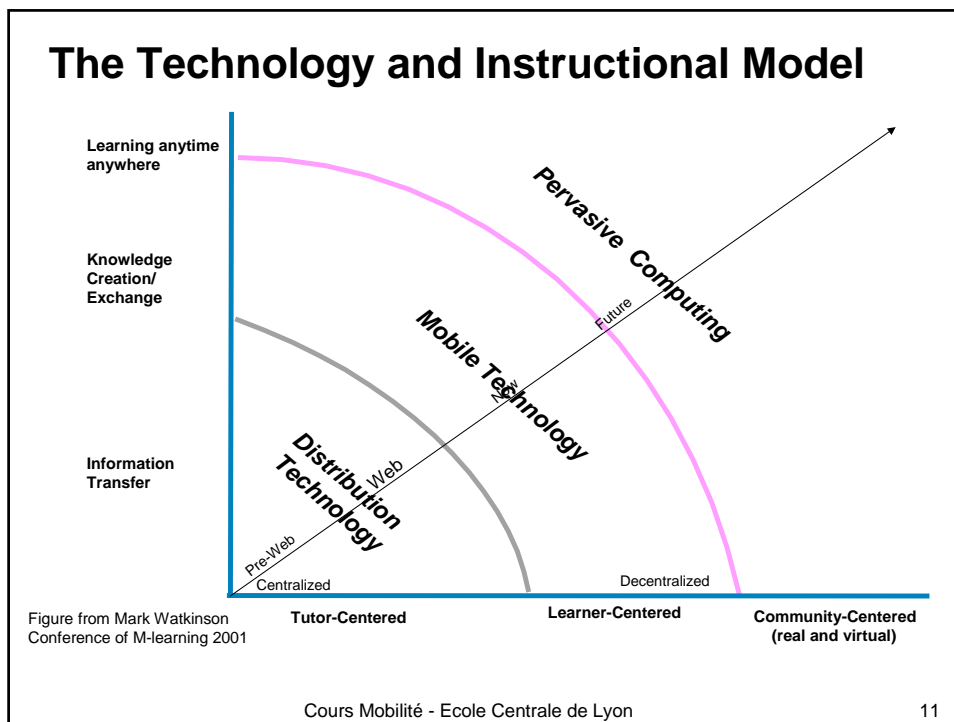 The Technology and Instructional Model
Learning anytime
anywhere
Knowledge
Creation/
Exchange
Information
Transfer
Pervasive Computing
Future
Mobile Technology
Now
Distribution
Technology
Web
Pre-Web
Centralized
Decentralized
Tutor-Centered
Learner-Centered
Community-Centered
(real and virtual)
Figure from Mark Watkinson
Conference of M-learning 2001
Cours Mobilité - Ecole Centrale de Lyon
11